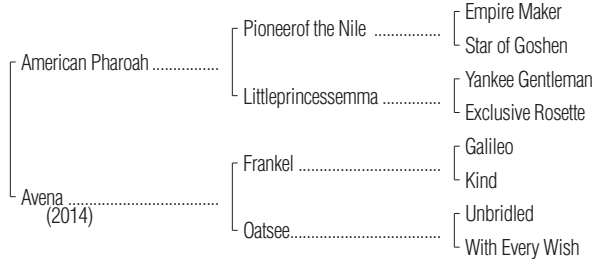 Empire Maker
Pioneerof the Nile ................
Star of Goshen
American Pharoah ................
Yankee Gentleman
Littleprincessemma ..............
Exclusive Rosette
Galileo
Frankel ..................................
Kind
Avena .....................................
(2014)
Unbridled
Oatsee....................................
With Every Wish